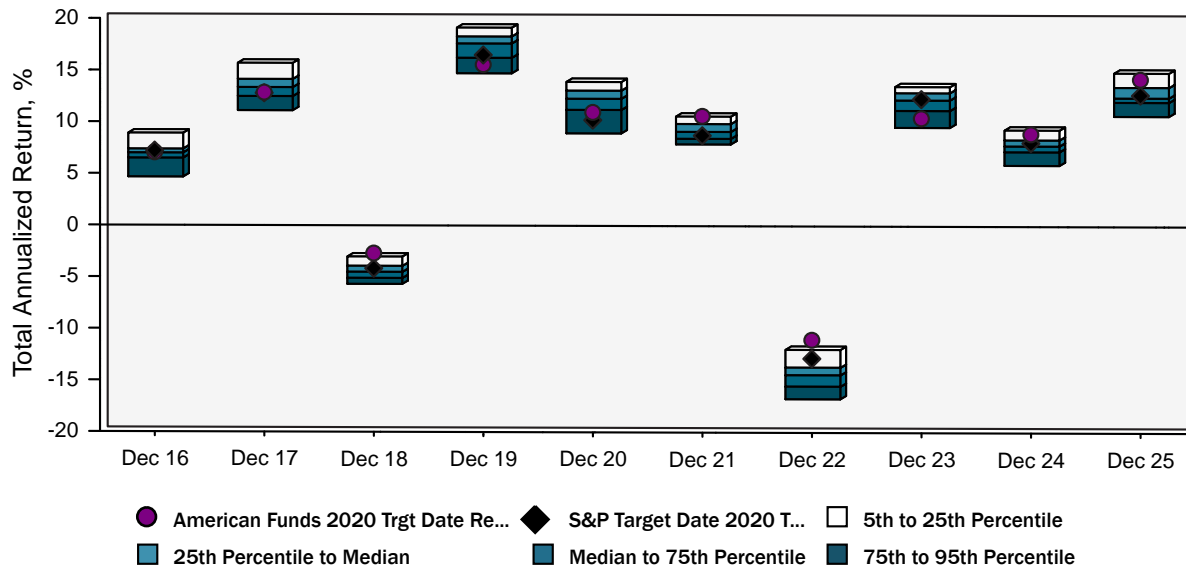 Total Annualized Return, %
20
15
10
5
0
-5
-10
-15
-20
Dec 16 Dec 17 Dec 18 Dec 19 Dec 20 Dec 21 Dec 22 Dec 23 Dec 24 Dec 25
American Funds 2020 Trgt Date Re... S&P Target Date 2020 T... 5th to 25th Percentile
25th Percentile to Median Median to 75th Percentile 75th to 95th Percentile